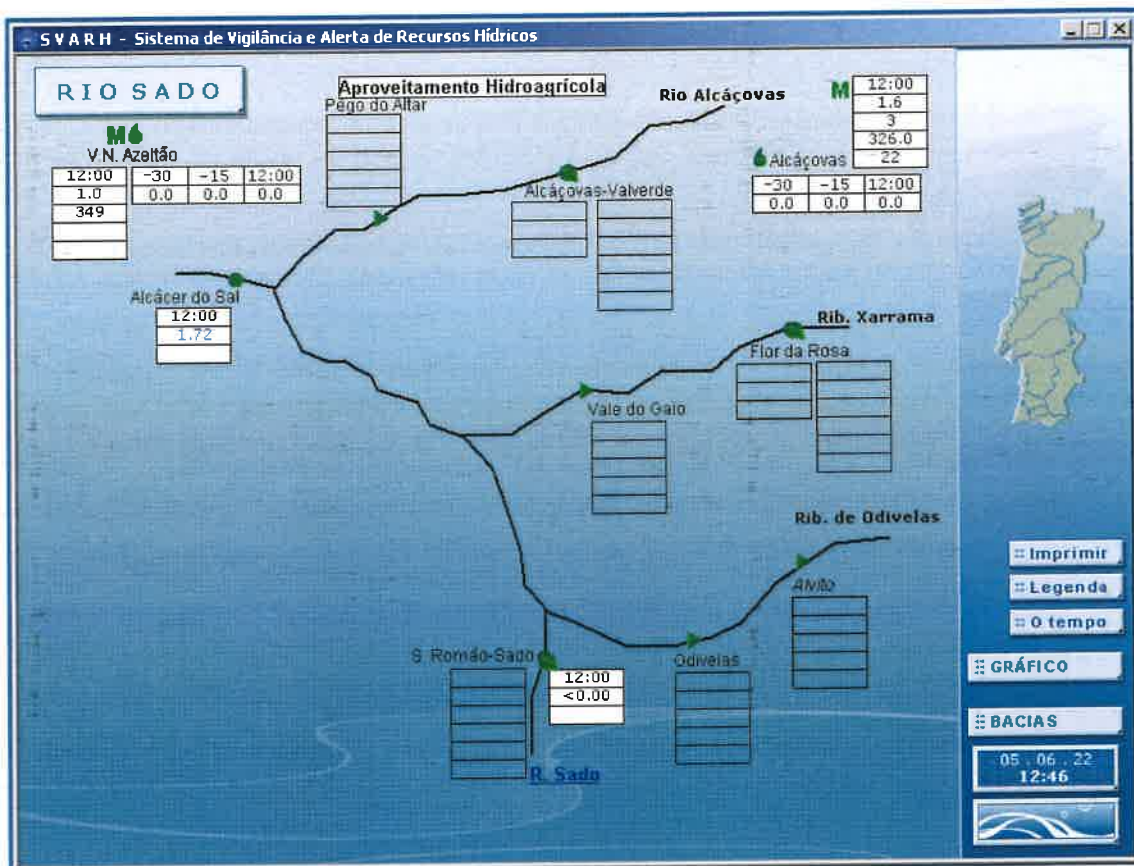 SVARH - Sistema de Vigilância e Alerta de Recursos Hídricos
RIO SADO
Aproveitamento Hidroagrícola
Pego do Altar
Rio Alcáçovas
M
12:00
1.6
3
326.0
22
Alcáçovas
-30 -15 12:00
0.0 0.0 0.0
M
V.N. Azeitão
12:00
1.0
349
-30 -15 12:00
0.0 0.0 0.0
Alcáçovas-Valverde
Alcácer do Sal
12:00
1.72
Rib. Xarrama
Flor da Rosa
Vale do Gaio
Rib. de Odivelas
Alvito
S. Romão-Sado
12:00
<0.00
Odivelas
R. Sado
Imprimir
Legenda
O tempo
GRÁFICO
BACIAS
05 . 06 . 22
12:46